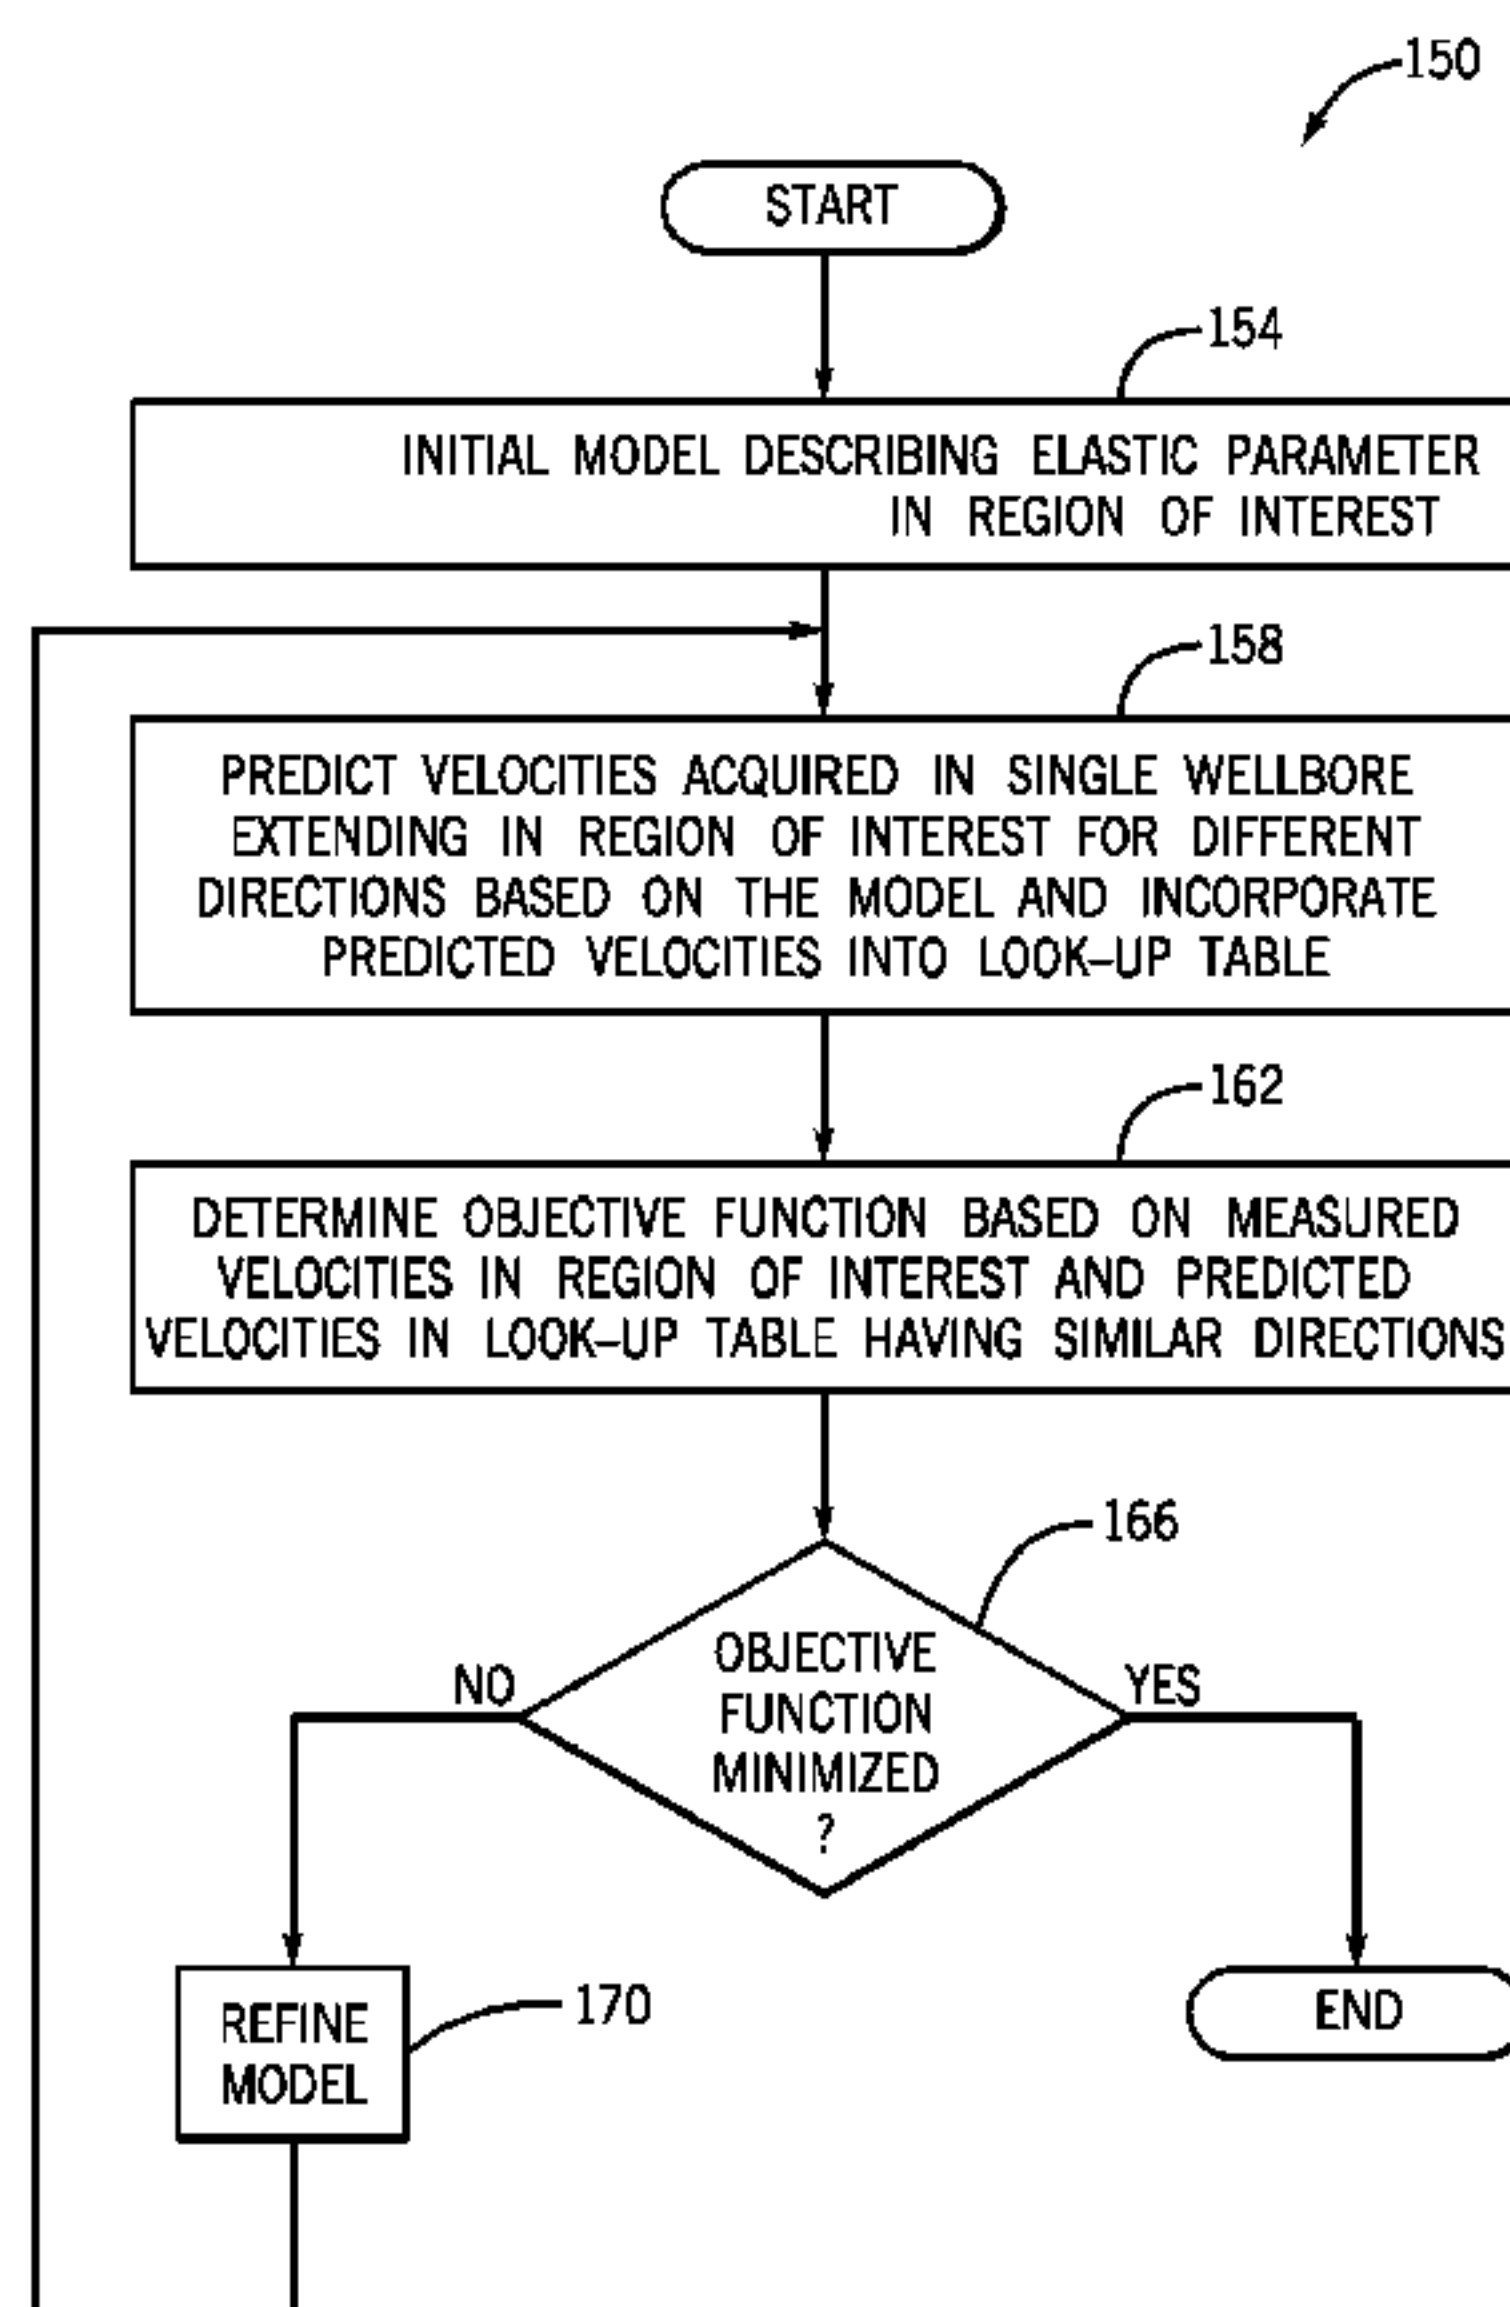 150
START
154
INITIAL MODEL DESCRIBING ELASTIC PARAMETER
IN REGION OF INTEREST
158
PREDICT VELOCITIES ACQUIRED IN SINGLE WELLBORE
EXTENDING IN REGION OF INTEREST FOR DIFFERENT
DIRECTIONS BASED ON THE MODEL AND INCORPORATE
PREDICTED VELOCITIES INTO LOOK-UP TABLE
162
DETERMINE OBJECTIVE FUNCTION BASED ON MEASURED
VELOCITIES IN REGION OF INTEREST AND PREDICTED
VELOCITIES IN LOOK-UP TABLE HAVING SIMILAR DIRECTIONS
166
OBJECTIVE
FUNCTION
MINIMIZED
?
NO
YES
REFINE
MODEL
170
END